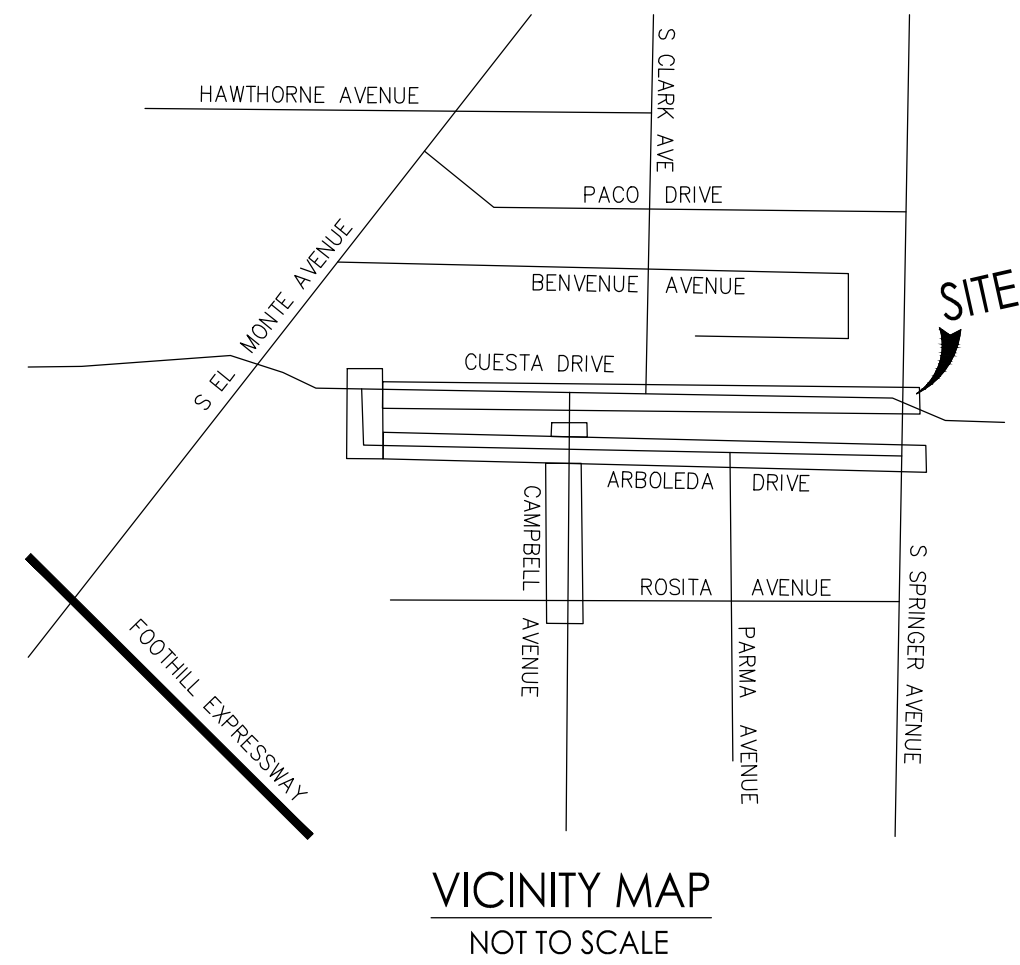 S CLARK AVE
HAWTHORNE AVENUE
PACO DRIVE
S EL MONTE AVENUE
BENVENUE AVENUE
SITE
CUESTA DRIVE
ARBOLEDA DRIVE
CAMPBELL AVENUE
ROSITA AVENUE
S SPRINGER AVENUE
PARMA AVENUE
FOOTHILL EXPRESSWAY
VICINITY MAP
NOT TO SCALE